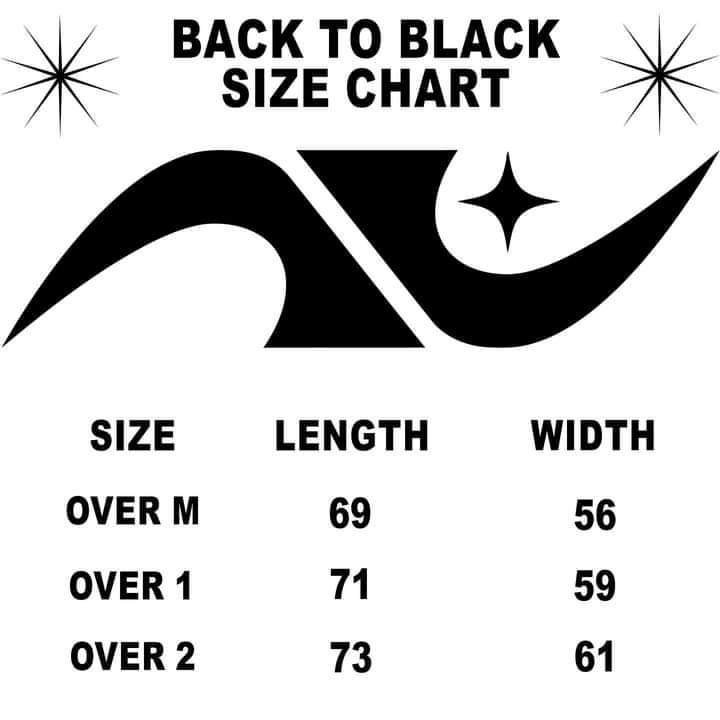 BACK TO BLACK
SIZE CHART
SIZE LENGTH WIDTH
OVER M 69 56
OVER 1 71 59
OVER 2 73 61